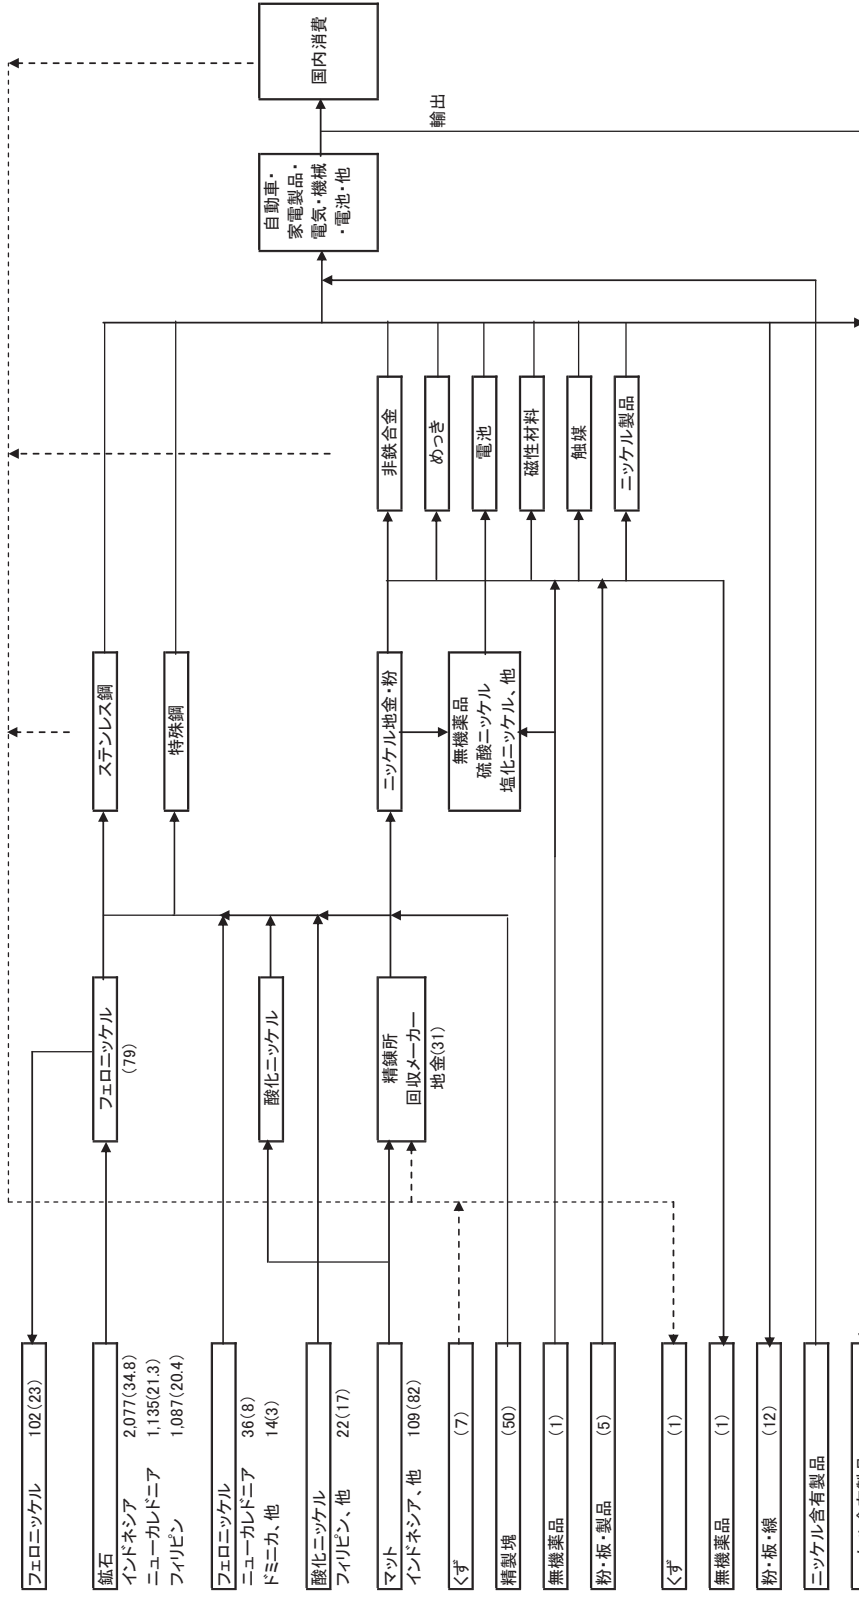 フェロニッケル 102(23)
鉱石
インドネシア 2,077(34.8)
ニューカレドニア 1,135(21.3)
フィリピン 1,087(20.4)
フェロニッケル
ニューカレドニア 36(8)
ドミニカ、他 14(3)
酸化ニッケル
フィリピン、他 22(17)
マット
インドネシア、他 109(82)
くず (7)
精製塊 (50)
無機薬品 (1)
粉・板・製品 (5)
くず (1)
無機薬品 (1)
粉・板・線 (12)
ニッケル含有製品
フェロニッケル
(79)
酸化ニッケル
精錬所
回収メーカー
地金(31)
ステンレス鋼
特殊鋼
ニッケル地金・粉
無機薬品
硫酸ニッケル
塩化ニッケル、他
非鉄合金
めっき
電池
磁性材料
触媒
ニッケル製品
自動車・
家電製品・
電気・機械
・電池・他
国内消費
輸出